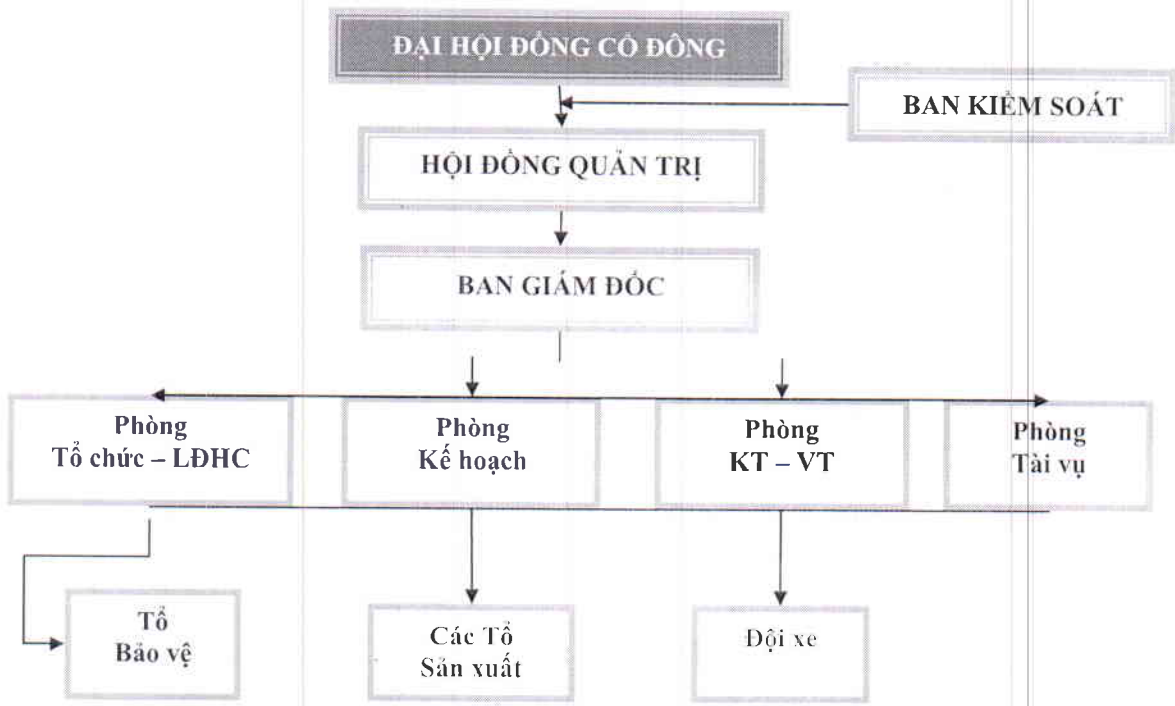 ĐẠI HỘI ĐỒNG CỔ ĐÔNG
BAN KIỂM SOÁT
HỘI ĐỒNG QUẢN TRỊ
BAN GIÁM ĐỐC
Phòng
Tổ chức – LĐHC
Phòng
Kế hoạch
Phòng
KT – VT
Phòng
Tài vụ
Tổ
Bảo vệ
Các Tổ
Sản xuất
Đội xe